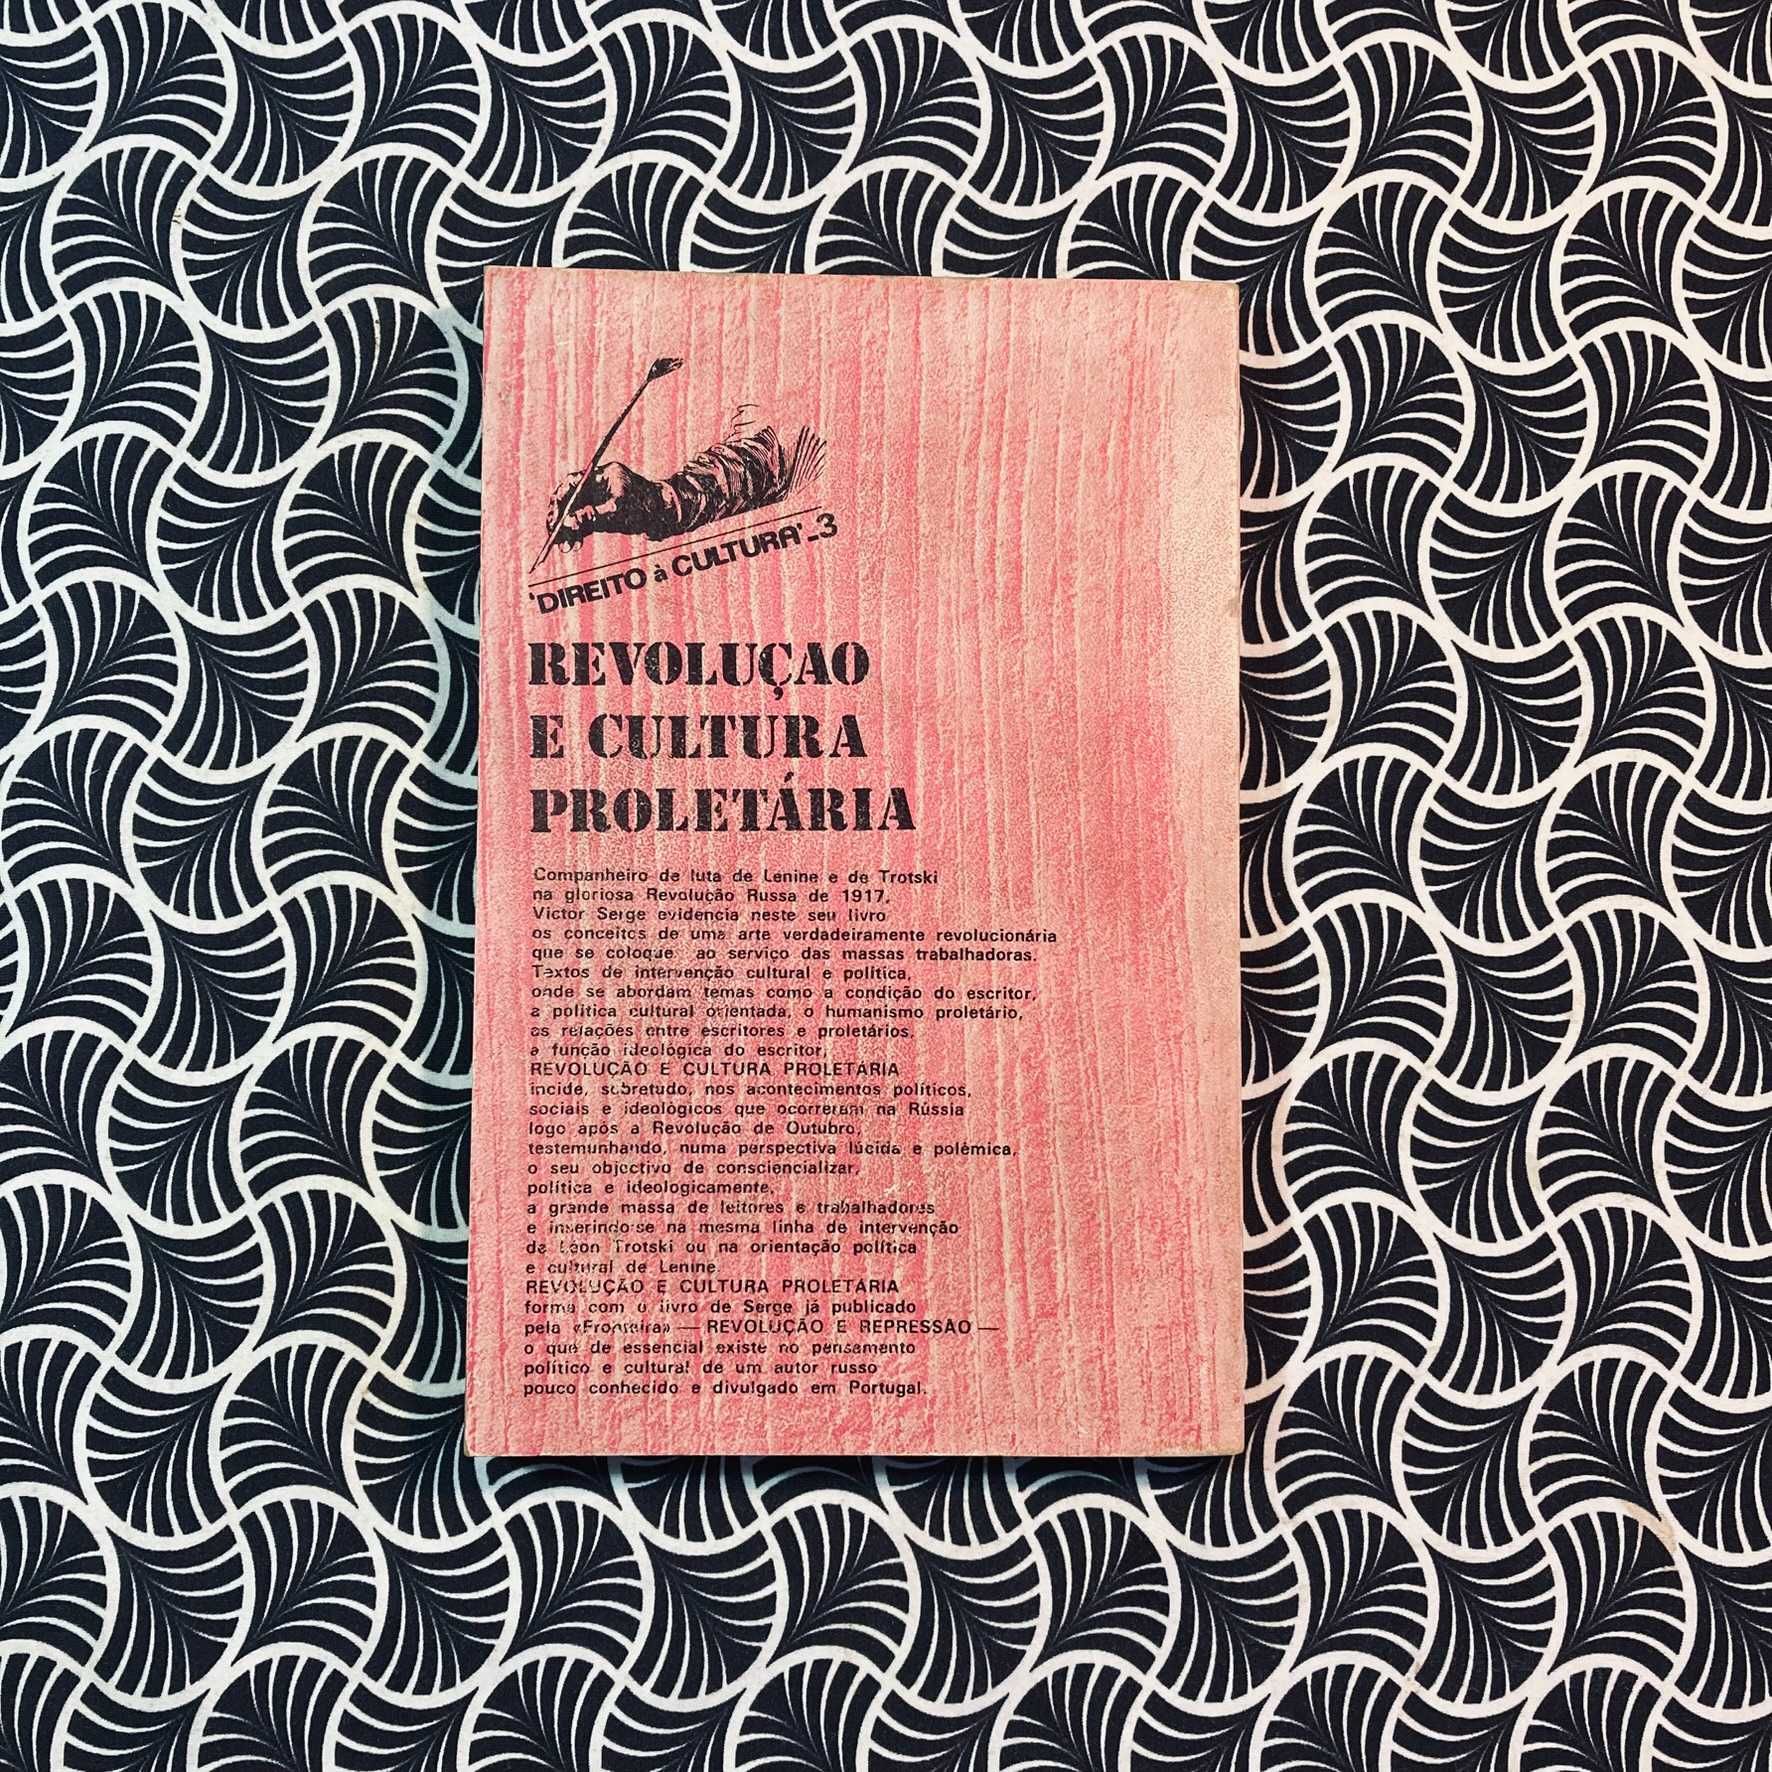 'DIREITO à CULTURA'-3
REVOLUÇAO
E CULTURA
PROLETÁRIA
Companheiro de luta de Lenine e de Trotski
na gloriosa Revolução Russa de 1917,
Victor Serge evidencia neste seu livro
os conceitos de uma arte verdadeiramente revolucionária
que se coloque ao serviço das massas trabalhadoras.
Textos de intervenção cultural e política,
onde se abordam temas como a condição do escritor,
a política cultural orientada, o humanismo proletário,
as relações entre escritores e proletários,
a função ideológica do escritor,
REVOLUÇÃO E CULTURA PROLETÁRIA
incide, sobretudo, nos acontecimentos políticos,
sociais e ideológicos que ocorreram na Rússia
logo após a Revolução de Outubro,
testemunhando, numa perspectiva lúcida e polémica,
o seu objectivo de consciencializar,
política e ideologicamente,
a grande massa de leitores e trabalhadores
e inserindo-se na mesma linha de intervenção
de Léon Trotski ou na orientação política
e cultural de Lenine.
REVOLUÇÃO E CULTURA PROLETÁRIA
forma com o livro de Serge já publicado
pela «Fronteira» — REVOLUÇÃO E REPRESSÃO —
o que de essencial existe no pensamento
político e cultural de um autor russo
pouco conhecido e divulgado em Portugal.